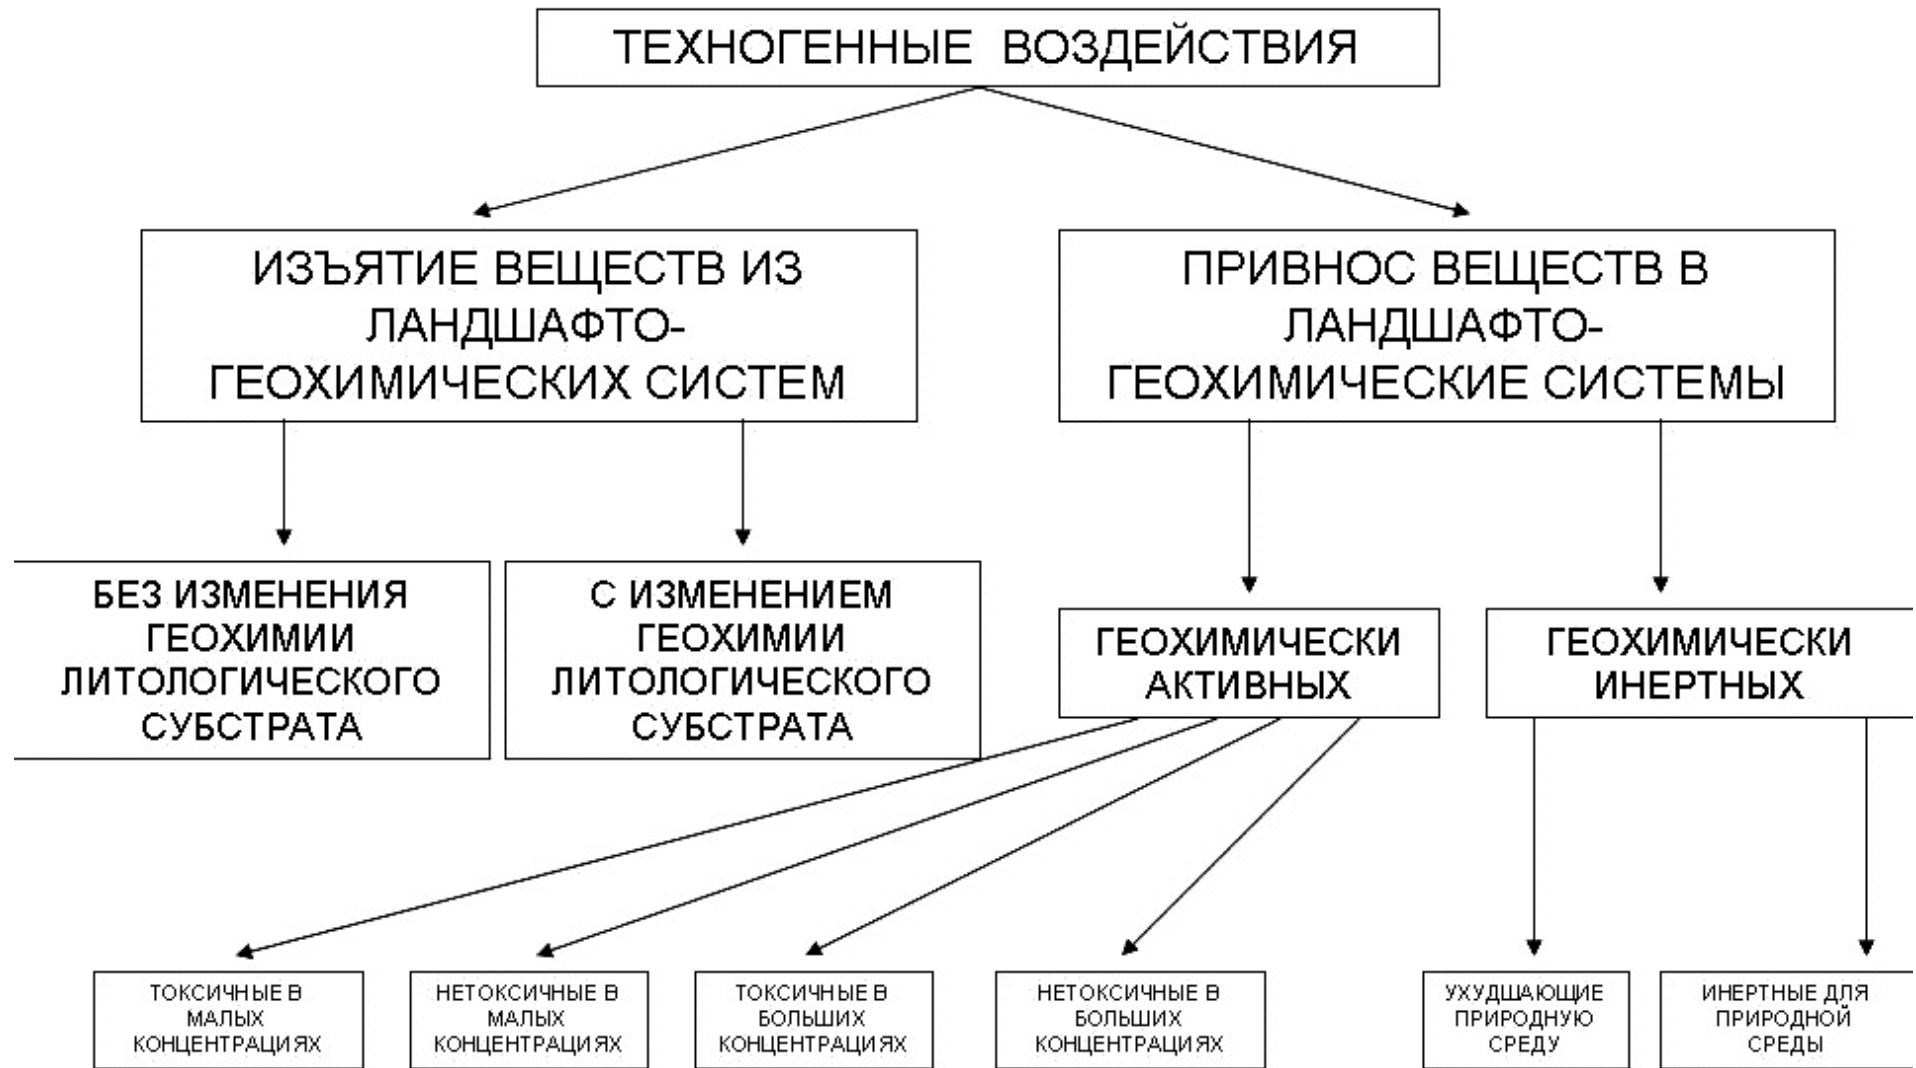 ТЕХНОГЕННЫЕ ВОЗДЕЙСТВИЯ
ИЗЪЯТИЕ ВЕЩЕСТВ ИЗ
ЛАНДШАФТО-
ГЕОХИМИЧЕСКИХ СИСТЕМ
ПРИВНОС ВЕЩЕСТВ В
ЛАНДШАФТО-
ГЕОХИМИЧЕСКИЕ СИСТЕМЫ
БЕЗ ИЗМЕНЕНИЯ
ГЕОХИМИИ
ЛИТОЛОГИЧЕСКОГО
СУБСТРАТА
С ИЗМЕНЕНИЕМ
ГЕОХИМИИ
ЛИТОЛОГИЧЕСКОГО
СУБСТРАТА
ГЕОХИМИЧЕСКИ
АКТИВНЫХ
ГЕОХИМИЧЕСКИ
ИНЕРТНЫХ
ТОКСИЧНЫЕ В
МАЛЫХ
КОНЦЕНТРАЦИЯХ
НЕТОКСИЧНЫЕ В
МАЛЫХ
КОНЦЕНТРАЦИЯХ
ТОКСИЧНЫЕ В
БОЛЬШИХ
КОНЦЕНТРАЦИЯХ
НЕТОКСИЧНЫЕ В
БОЛЬШИХ
КОНЦЕНТРАЦИЯХ
УХУДШАЮЩИЕ
ПРИРОДНУЮ
СРЕДУ
ИНЕРТНЫЕ ДЛЯ
ПРИРОДНОЙ
СРЕДЫ